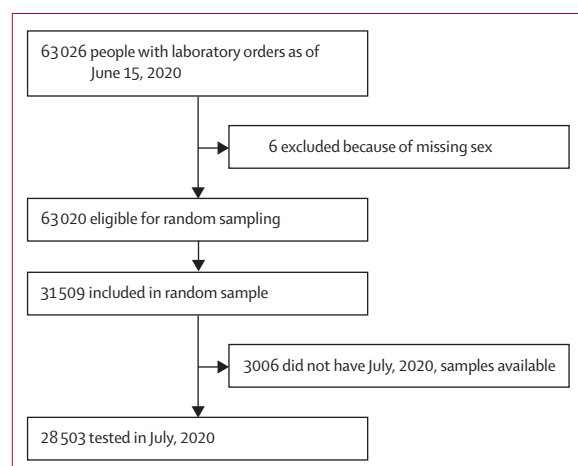 63 026 people with laboratory orders as of
June 15, 2020
6 excluded because of missing sex
63 020 eligible for random sampling
31 509 included in random sample
3006 did not have July, 2020, samples available
28 503 tested in July, 2020